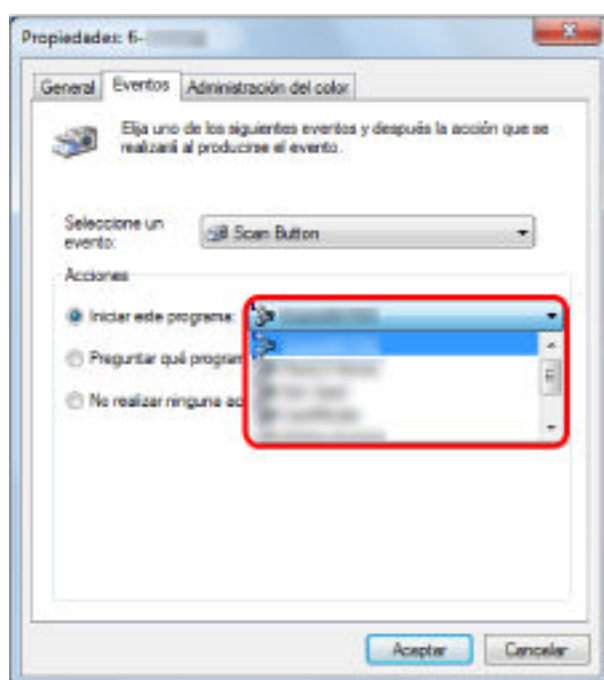 Propiedades: fi-
General Eventos Administración del color
Elija uno de los siguientes eventos y después la acción que se
realizará al producirse el evento.
Seleccione un
evento:
Scan Button
Acciones
Iniciar este programa:
Preguntar qué program
No realizar ninguna ac
Aceptar Cancelar